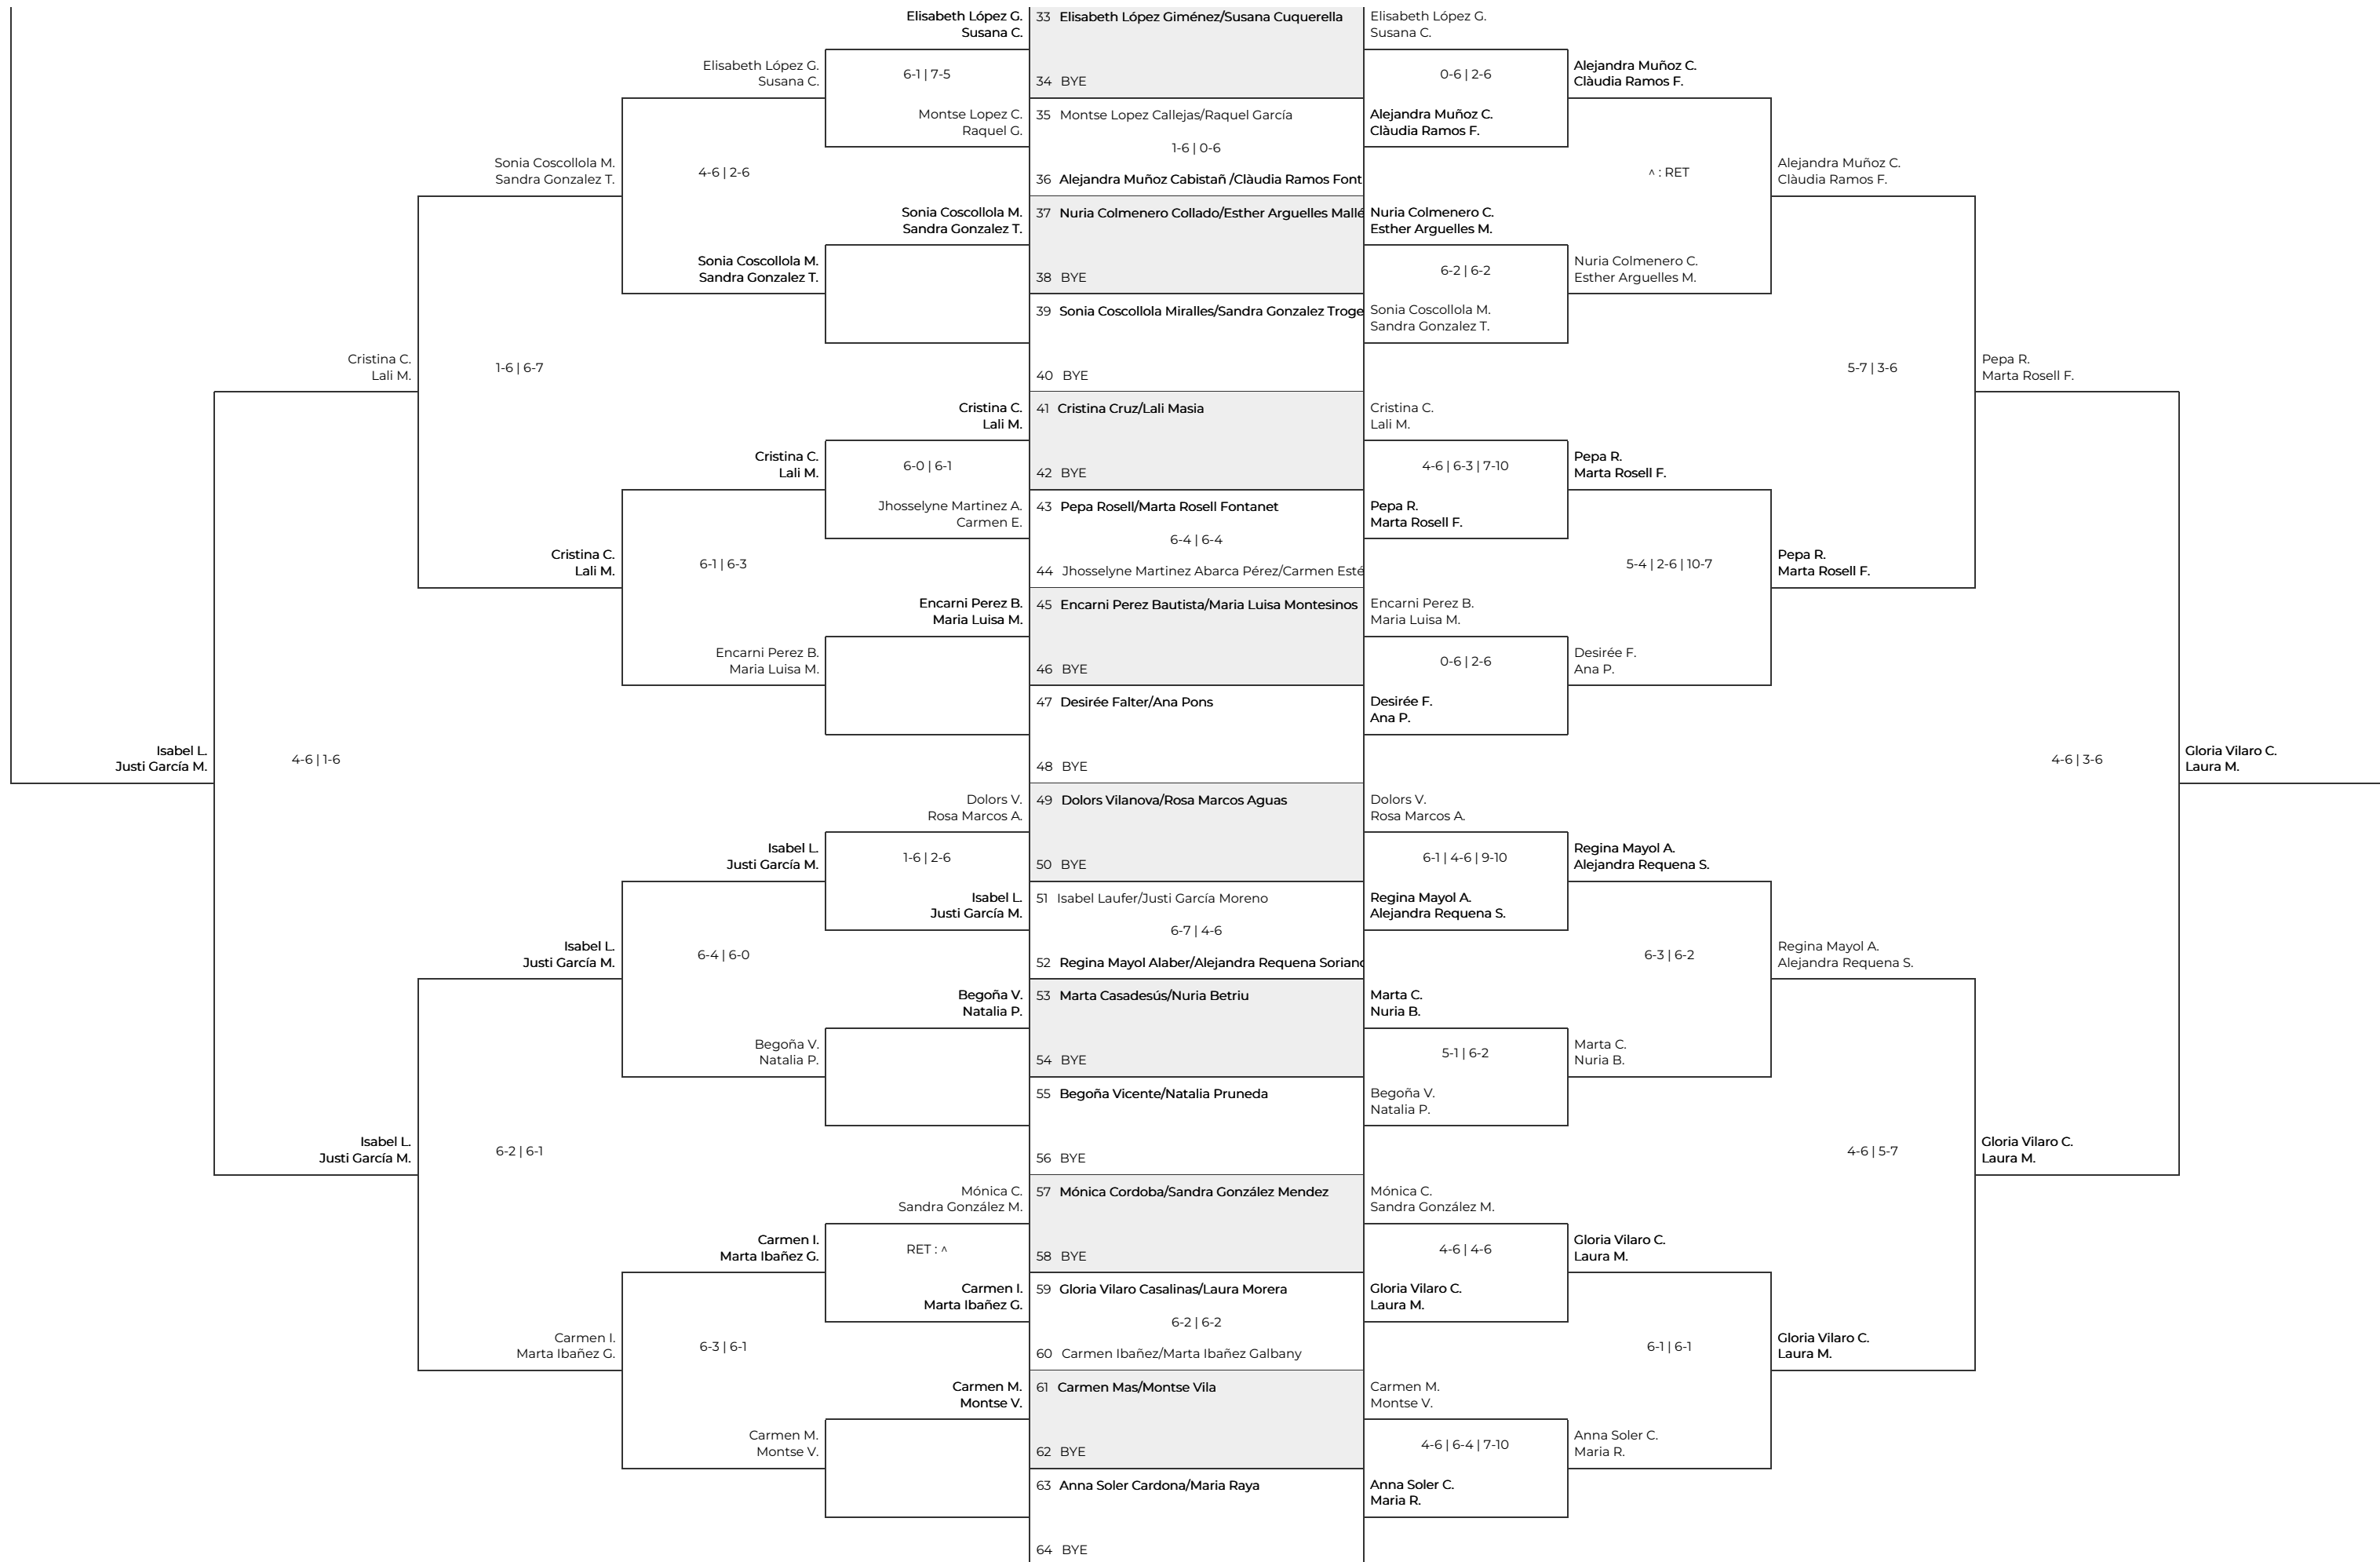 Elisabeth López G.
Susana C.
33 Elisabeth López Giménez/Susana Cuquerella
Elisabeth López G.
Susana C.
Elisabeth López G.
Susana C.
6-1 | 7-5
34 BYE
0-6 | 2-6
Alejandra Muñoz C.
Clàudia Ramos F.
Montse Lopez C.
Raquel G.
35 Montse Lopez Callejas/Raquel García
Alejandra Muñoz C.
Clàudia Ramos F.
1-6 | 0-6
Sonia Coscollola M.
Sandra Gonzalez T.
4-6 | 2-6
36 Alejandra Muñoz Cabistañ /Clàudia Ramos Font
^ : RET
Alejandra Muñoz C.
Clàudia Ramos F.
Sonia Coscollola M.
Sandra Gonzalez T.
37 Nuria Colmenero Collado/Esther Arguelles Mallé
Nuria Colmenero C.
Esther Arguelles M.
Sonia Coscollola M.
Sandra Gonzalez T.
38 BYE
6-2 | 6-2
Nuria Colmenero C.
Esther Arguelles M.
39 Sonia Coscollola Miralles/Sandra Gonzalez Troge
Sonia Coscollola M.
Sandra Gonzalez T.
Cristina C.
Lali M.
1-6 | 6-7
40 BYE
5-7 | 3-6
Pepa R.
Marta Rosell F.
Cristina C.
Lali M.
41 Cristina Cruz/Lali Masia
Cristina C.
Lali M.
Cristina C.
Lali M.
6-0 | 6-1
42 BYE
4-6 | 6-3 | 7-10
Pepa R.
Marta Rosell F.
Jhosselyne Martinez A.
Carmen E.
43 Pepa Rosell/Marta Rosell Fontanet
Pepa R.
Marta Rosell F.
6-4 | 6-4
Cristina C.
Lali M.
6-1 | 6-3
44 Jhosselyne Martinez Abarca Pérez/Carmen Esté
5-4 | 2-6 | 10-7
Pepa R.
Marta Rosell F.
Encarni Perez B.
Maria Luisa M.
45 Encarni Perez Bautista/Maria Luisa Montesinos
Encarni Perez B.
Maria Luisa M.
Encarni Perez B.
Maria Luisa M.
46 BYE
0-6 | 2-6
Desirée F.
Ana P.
47 Desirée Falter/Ana Pons
Desirée F.
Ana P.
Isabel L.
Justi García M.
4-6 | 1-6
48 BYE
4-6 | 3-6
Gloria Vilaro C.
Laura M.
Dolors V.
Rosa Marcos A.
49 Dolors Vilanova/Rosa Marcos Aguas
Dolors V.
Rosa Marcos A.
Isabel L.
Justi García M.
1-6 | 2-6
50 BYE
6-1 | 4-6 | 9-10
Regina Mayol A.
Alejandra Requena S.
Isabel L.
Justi García M.
51 Isabel Laufer/Justi García Moreno
Regina Mayol A.
Alejandra Requena S.
6-7 | 4-6
Isabel L.
Justi García M.
6-4 | 6-0
52 Regina Mayol Alaber/Alejandra Requena Soriano
6-3 | 6-2
Regina Mayol A.
Alejandra Requena S.
Begoña V.
Natalia P.
53 Marta Casadesús/Nuria Betriu
Marta C.
Nuria B.
Begoña V.
Natalia P.
54 BYE
5-1 | 6-2
Marta C.
Nuria B.
55 Begoña Vicente/Natalia Pruneda
Begoña V.
Natalia P.
Isabel L.
Justi García M.
6-2 | 6-1
56 BYE
4-6 | 5-7
Gloria Vilaro C.
Laura M.
Mónica C.
Sandra González M.
57 Mónica Cordoba/Sandra González Mendez
Mónica C.
Sandra González M.
Carmen I.
Marta Ibañez G.
RET : ^
58 BYE
4-6 | 4-6
Gloria Vilaro C.
Laura M.
Carmen I.
Marta Ibañez G.
59 Gloria Vilaro Casalinas/Laura Morera
Gloria Vilaro C.
Laura M.
6-2 | 6-2
Carmen I.
Marta Ibañez G.
6-3 | 6-1
60 Carmen Ibañez/Marta Ibañez Galbany
6-1 | 6-1
Gloria Vilaro C.
Laura M.
Carmen M.
Montse V.
61 Carmen Mas/Montse Vila
Carmen M.
Montse V.
Carmen M.
Montse V.
62 BYE
4-6 | 6-4 | 7-10
Anna Soler C.
Maria R.
63 Anna Soler Cardona/Maria Raya
Anna Soler C.
Maria R.
64 BYE